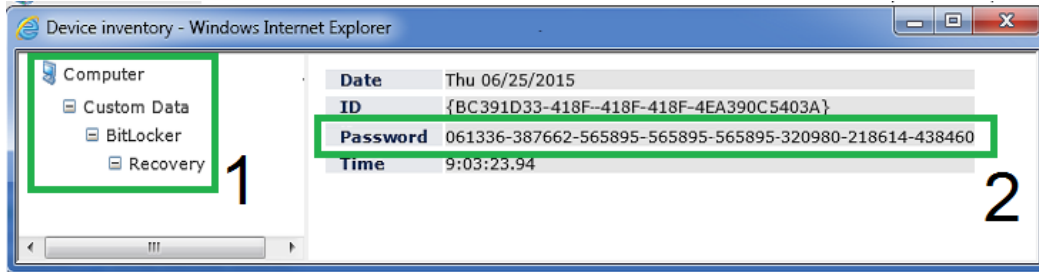 Device inventory - Windows Internet Explorer
Computer
Custom Data
BitLocker
Recovery
1
Date Thu 06/25/2015
ID {BC391D33-418F--418F-418F-4EA390C5403A}
Password 061336-387662-565895-565895-565895-320980-218614-438460
Time 9:03:23.94
2